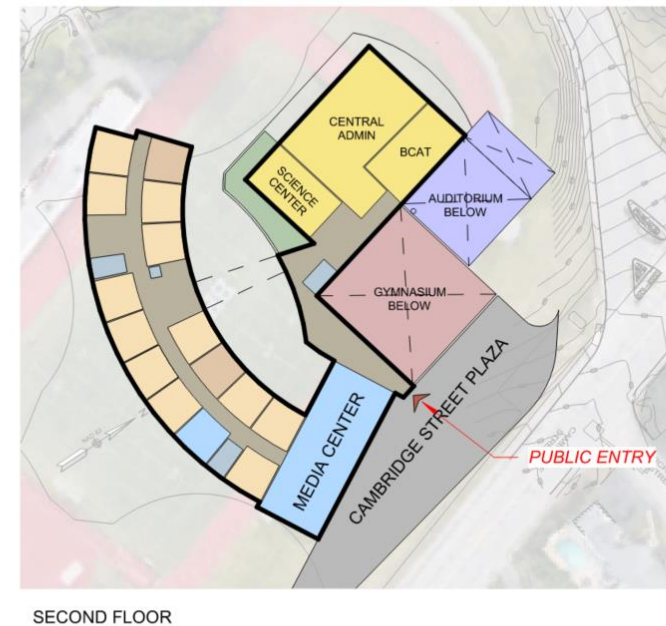 CENTRAL
ADMIN
BCAT
SCIENCE
CENTER
AUDITORIUM
BELOW
GYMNASIUM
BELOW
MEDIA CENTER
CAMBRIDGE STREET PLAZA
PUBLIC ENTRY
SECOND FLOOR